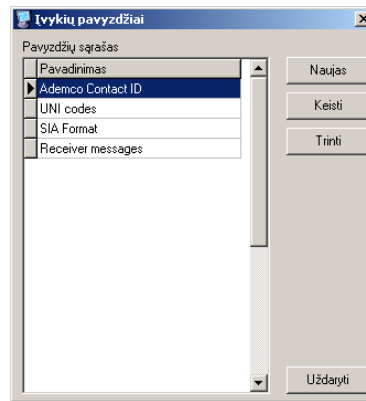 Įvykių pavyzdžiai
Pavyzdžių sąrašas
Pavadinimas
Ademco Contact ID
UNI codes
SIA Format
Receiver messages
Naujas
Keisti
Trinti
Uždaryti